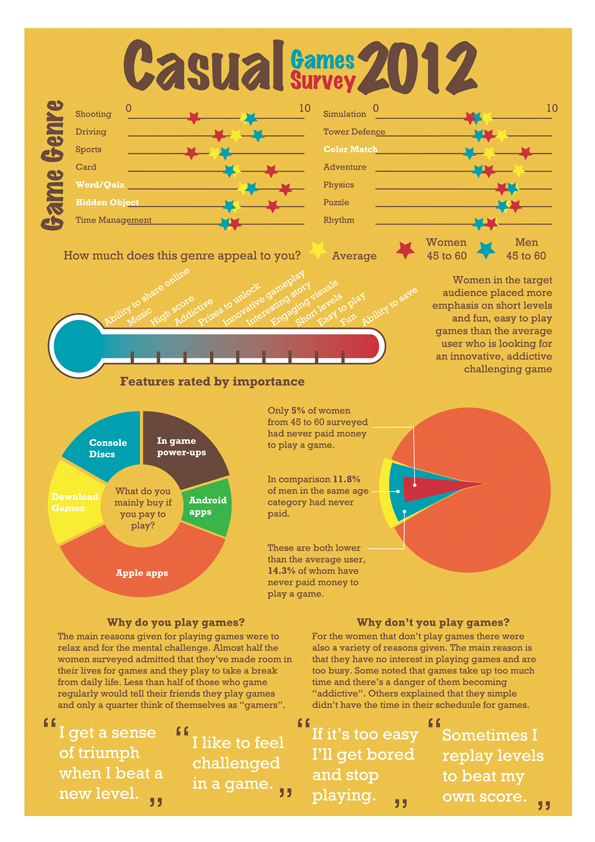 Casual Games Survey 2012
Game Genre
0 10
Shooting
Driving
Sports
Card
Word/Quiz
Hidden Object
Time Management
0 10
Simulation
Tower Defence
Color Match
Adventure
Physics
Puzzle
Rhythm
How much does this genre appeal to you?
Average
Women
45 to 60
Men
45 to 60
Ability to share online
Music
High score
Addictive
Prizes to unlock
Innovative gameplay
Interesting story
Engaging visuals
Short levels
Easy to play
Fun
Ability to save
Features rated by importance
Women in the target
audience placed more
emphasis on short levels
and fun, easy to play
games than the average
user who is looking for
an innovative, addictive
challenging game
Console
Discs
In game
power-ups
Download
Games
What do you
mainly buy if
you pay to
play?
Android
apps
Apple apps
Only 5% of women
from 45 to 60 surveyed
had never paid money
to play a game.
In comparison 11.8%
of men in the same age
category had never
paid.
These are both lower
than the average user,
14.3% of whom have
never paid money to
play a game.
Why do you play games?
The main reasons given for playing games were to
relax and for the mental challenge. Almost half the
women surveyed admitted that they've made room in
their lives for games and they play to take a break
from daily life. Less than half of those who game
regularly would tell their friends they play games
and only a quarter think of themselves as "gamers".
Why don't you play games?
For the women that don't play games there were
also a variety of reasons given. The main reason is
that they have no interest in playing games and are
too busy. Some noted that games take up too much
time and there's a danger of them becoming
"addictive". Others explained that they simple
didn't have the time in their scheduule for games.
“I get a sense
of triumph
when I beat a
new level.”
“I like to feel
challenged
in a game.”
“If it's too easy
I'll get bored
and stop
playing.”
“Sometimes I
replay levels
to beat my
own score.”